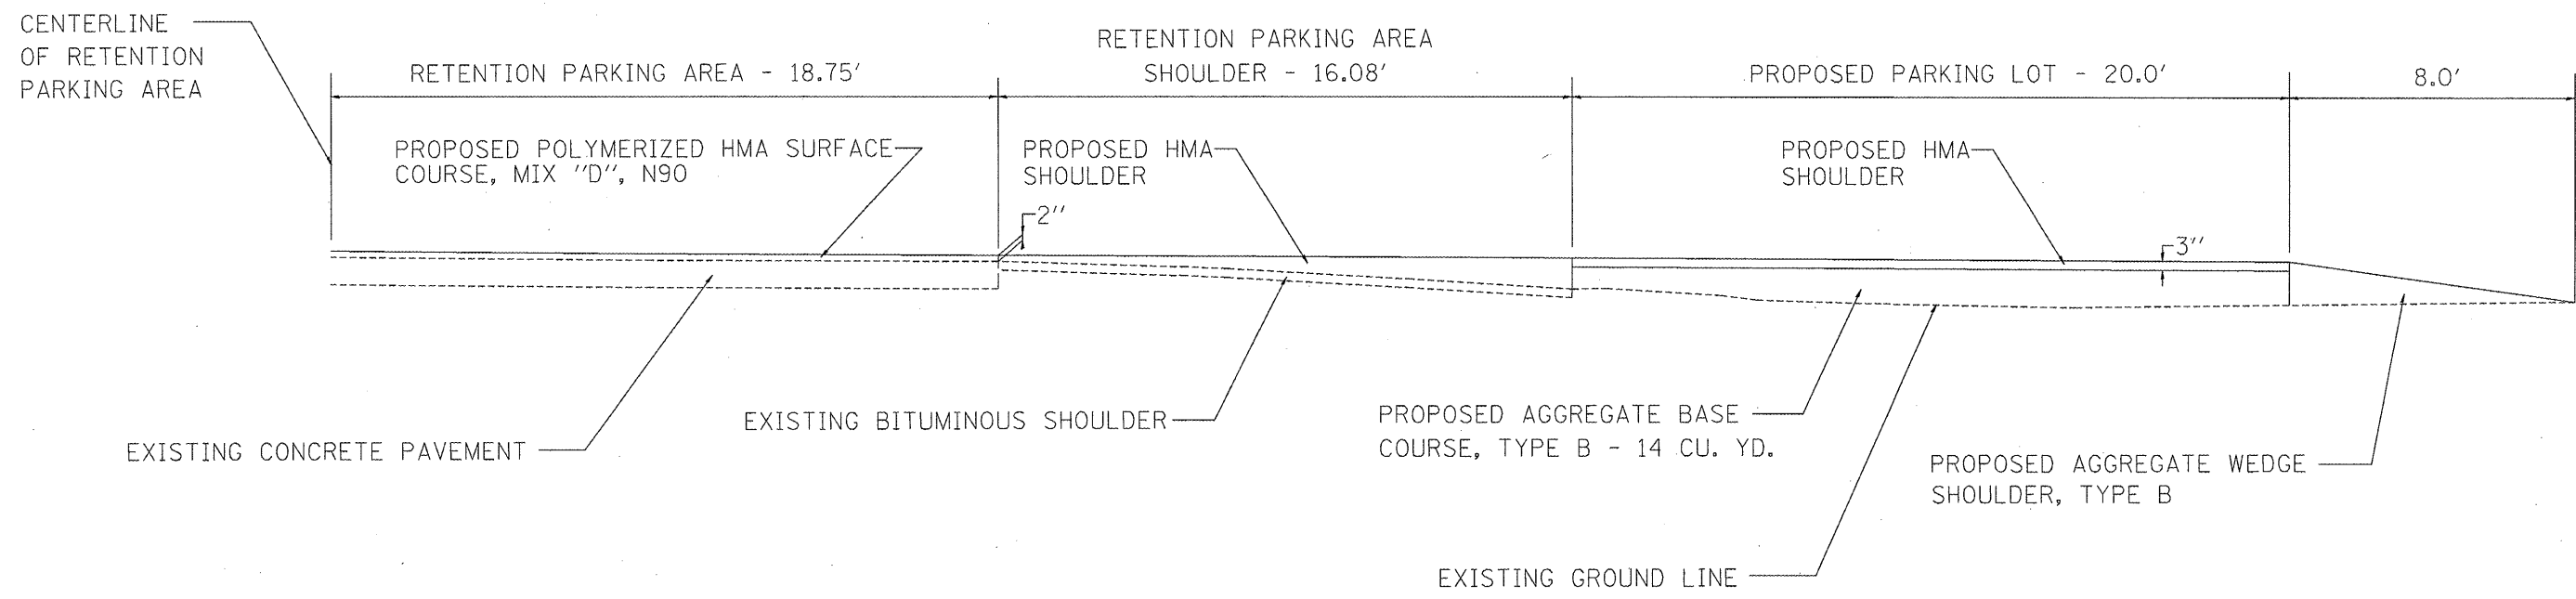 CENTERLINE
OF RETENTION
PARKING AREA
RETENTION PARKING AREA - 18.75'
RETENTION PARKING AREA
SHOULDER - 16.08'
PROPOSED PARKING LOT - 20.0'
8.0'
PROPOSED POLYMERIZED HMA SURFACE
COURSE, MIX "D", N90
PROPOSED HMA
SHOULDER
PROPOSED HMA
SHOULDER
2"
3"
EXISTING CONCRETE PAVEMENT
EXISTING BITUMINOUS SHOULDER
PROPOSED AGGREGATE BASE
COURSE, TYPE B - 14 CU. YD.
PROPOSED AGGREGATE WEDGE
SHOULDER, TYPE B
EXISTING GROUND LINE